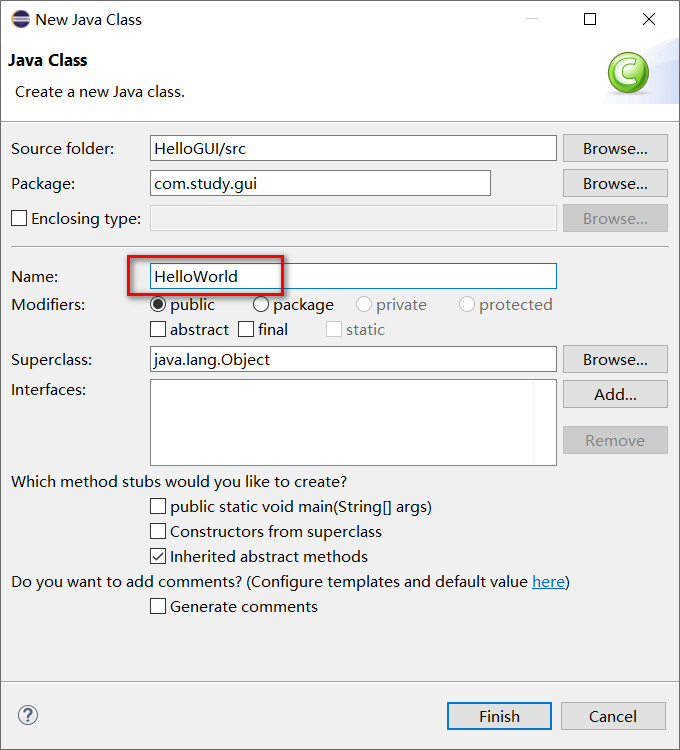 New Java Class
Java Class
Create a new Java class.
Source folder: HelloGUI/src Browse...
Package: com.study.gui Browse...
Enclosing type: Browse...
Name: HelloWorld
Modifiers: public package private protected
abstract final static
Superclass: java.lang.Object Browse...
Interfaces: Add...
Remove
Which method stubs would you like to create?
public static void main(String[] args)
Constructors from superclass
Inherited abstract methods
Do you want to add comments? (Configure templates and default value here)
Generate comments
? Finish Cancel